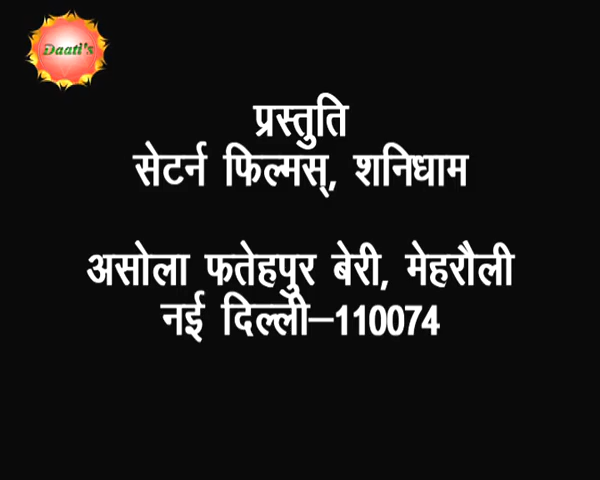 Daati's
प्रस्तुति
सेटर्न फिल्मस्, शनिधाम
असोला फतेहपुर बेरी, मेहरौली
नई दिल्ली–110074